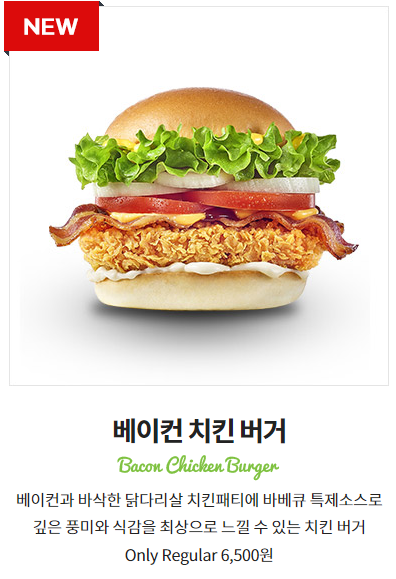 NEW
베이컨 치킨 버거
Bacon Chicken Burger
베이컨과 바삭한 닭다리살 치킨패티에 바베큐 특제소스로
깊은 풍미와 식감을 최상으로 느낄 수 있는 치킨 버거
Only Regular 6,500원